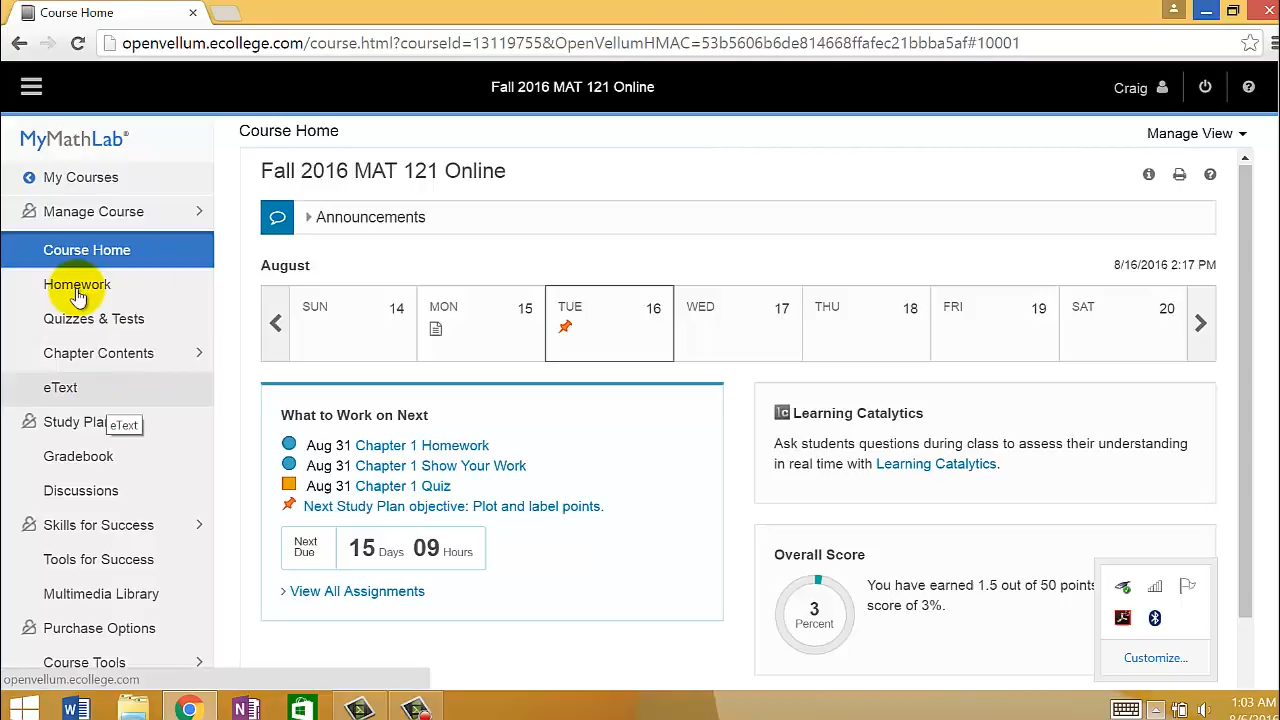 Course Home
openvellum.ecollege.com/course.html?courseId=13119755&OpenVellumHMAC=53b5606b6de814668ffafec21bbba5af#10001
Fall 2016 MAT 121 Online
Craig
MyMathLab®
My Courses
Manage Course
Course Home
Homework
Quizzes & Tests
Chapter Contents
eText
Study Pla
eText
Gradebook
Discussions
Skills for Success
Tools for Success
Multimedia Library
Purchase Options
Course Tools
openvellum.ecollege.com
Course Home
Manage View
Fall 2016 MAT 121 Online
Announcements
August
8/16/2016 2:17 PM
SUN 14
MON 15
TUE 16
WED 17
THU 18
FRI 19
SAT 20
What to Work on Next
Aug 31 Chapter 1 Homework
Aug 31 Chapter 1 Show Your Work
Aug 31 Chapter 1 Quiz
Next Study Plan objective: Plot and label points.
Next Due
15 Days 09 Hours
View All Assignments
lc Learning Catalytics
Ask students questions during class to assess their understanding
in real time with Learning Catalytics.
Overall Score
3
Percent
You have earned 1.5 out of 50 points
score of 3%.
Customize...
1:03 AM